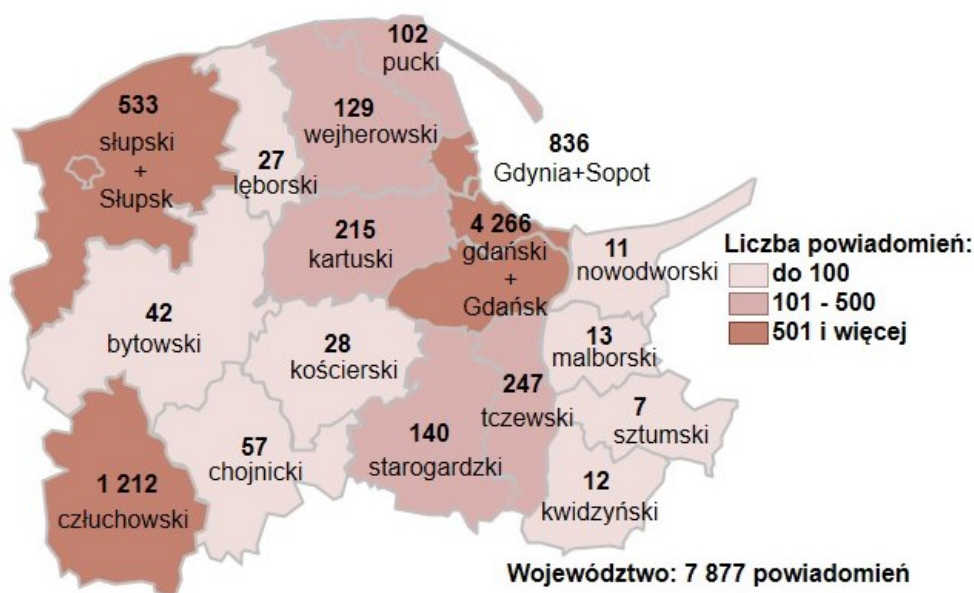 102
pucki
533
słupski
+
Słupsk
129
wejherowski
27
lęborski
836
Gdynia+Sopot
215
kartuski
4 266
gdański
+
Gdańsk
11
nowodworski
Liczba powiadomień:
do 100
101 - 500
501 i więcej
42
bytowski
28
kościerski
13
malborski
247
tczewski
7
sztumski
57
chojnicki
140
starogardzki
12
kwidzyński
1 212
człuchowski
Województwo: 7 877 powiadomień